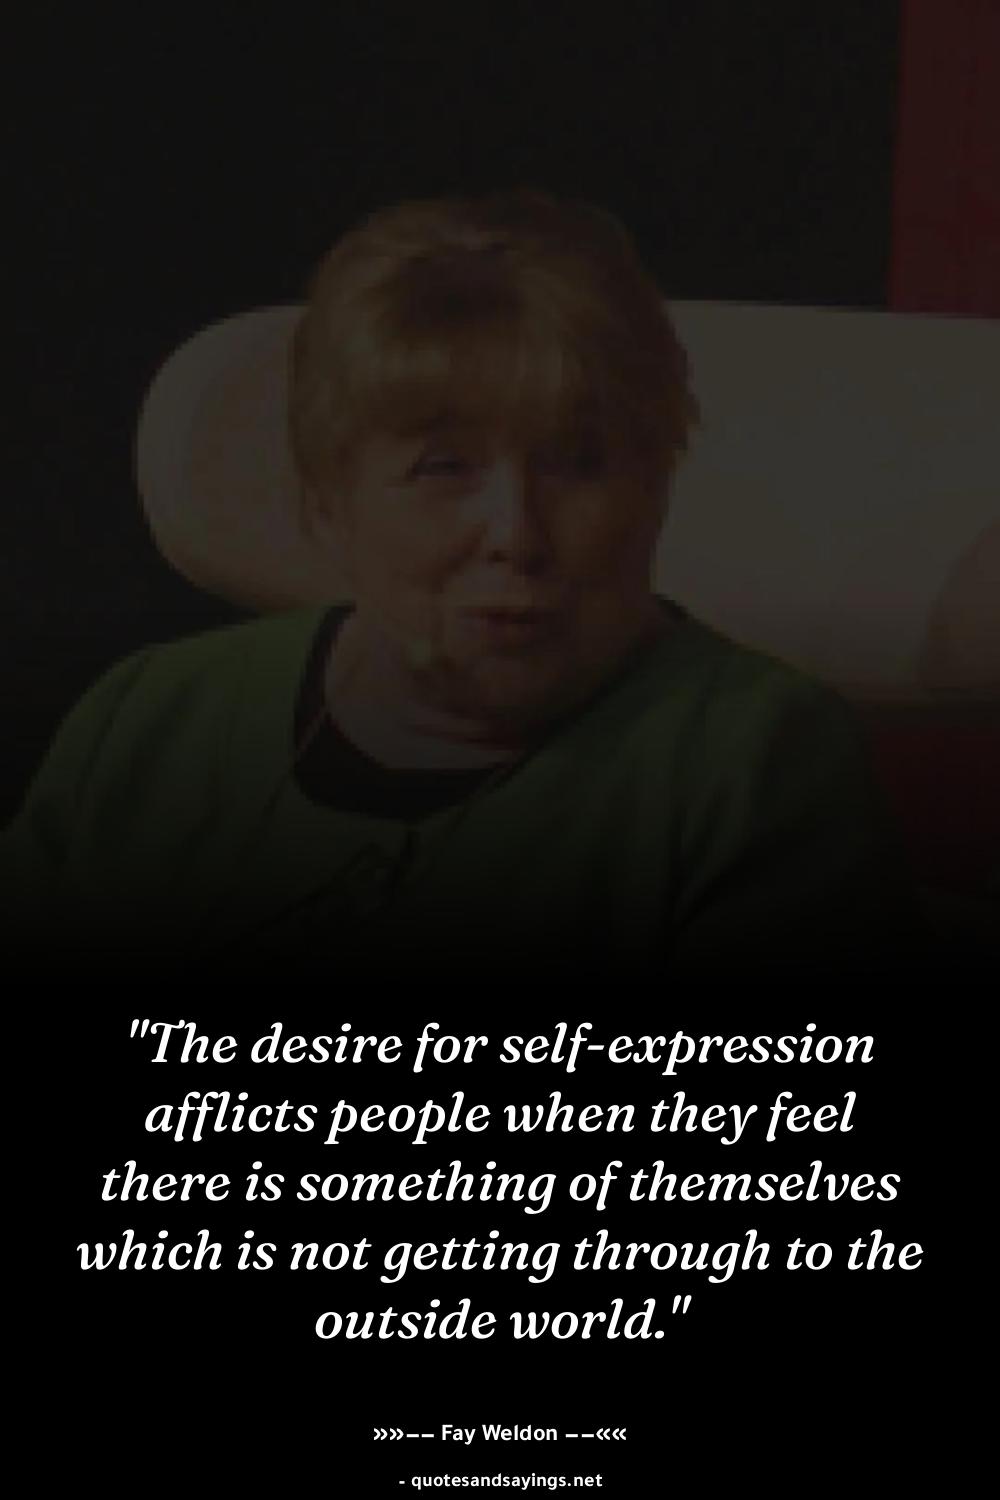 "The desire for self-expression
afflicts people when they feel
there is something of themselves
which is not getting through to the
outside world."
»»–– Fay Weldon ––««
- quotesandsayings.net